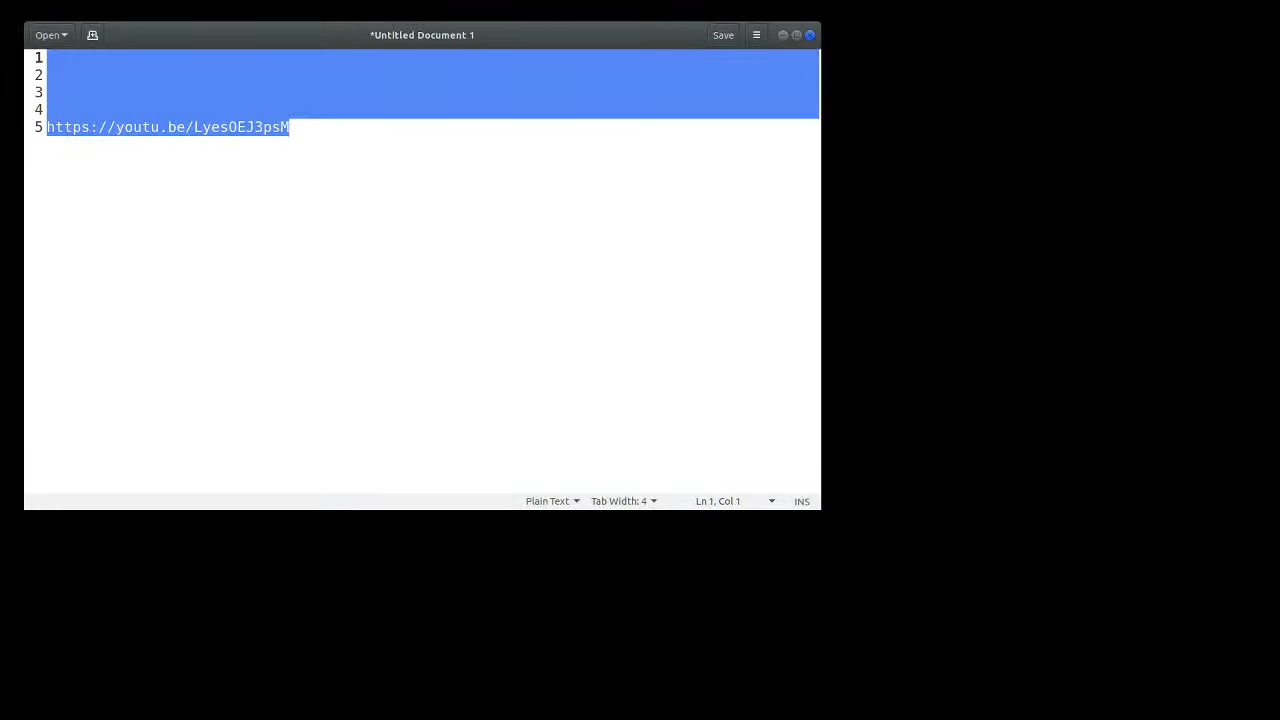 Open
*Untitled Document 1
Save
1
2
3
4
5 https://youtu.be/LyesOEJ3psM
Plain Text
Tab Width: 4
Ln 1, Col 1
INS